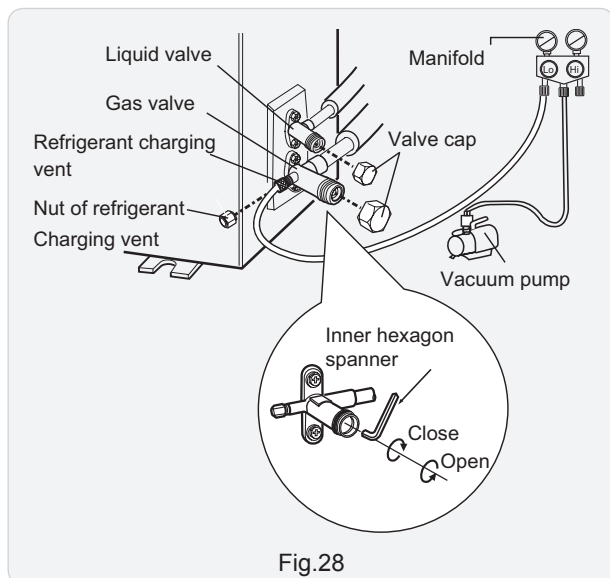 Liquid valve
Gas valve
Refrigerant charging
vent
Nut of refrigerant
Charging vent
Manifold
Lo
Hi
Valve cap
Vacuum pump
Inner hexagon
spanner
Close
Open
Fig.28